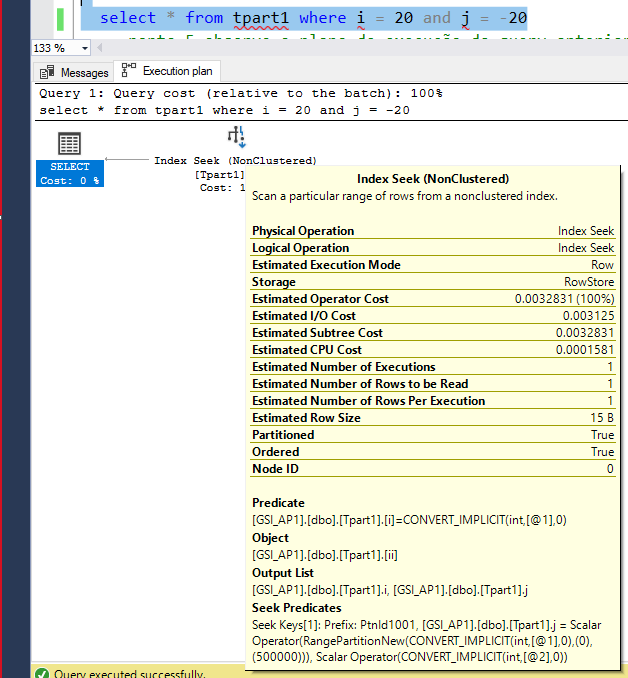 select * from tpart1 where i = 20 and j = -20
133 %
Messages
Execution plan
Query 1: Query cost (relative to the batch): 100%
select * from tpart1 where i = 20 and j = -20
SELECT
Cost: 0 %
Index Seek (NonClustered)
[Tpart1]
Cost: 1
Index Seek (NonClustered)
Scan a particular range of rows from a nonclustered index.
Physical Operation Index Seek
Logical Operation Index Seek
Estimated Execution Mode Row
Storage RowStore
Estimated Operator Cost 0.0032831 (100%)
Estimated I/O Cost 0.003125
Estimated Subtree Cost 0.0032831
Estimated CPU Cost 0.0001581
Estimated Number of Executions 1
Estimated Number of Rows to be Read 1
Estimated Number of Rows Per Execution 1
Estimated Row Size 15 B
Partitioned True
Ordered True
Node ID 0
Predicate
[GSI_AP1].[dbo].[Tpart1].[i]=CONVERT_IMPLICIT(int,[@1],0)
Object
[GSI_AP1].[dbo].[Tpart1].[ii]
Output List
[GSI_AP1].[dbo].[Tpart1].i, [GSI_AP1].[dbo].[Tpart1].j
Seek Predicates
Seek Keys[1]: Prefix: PtnId1001, [GSI_AP1].[dbo].[Tpart1].j = Scalar
Operator(RangePartitionNew(CONVERT_IMPLICIT(int,[@1],0),(0),
(500000))), Scalar Operator(CONVERT_IMPLICIT(int,[@2],0))
Query executed successfully.